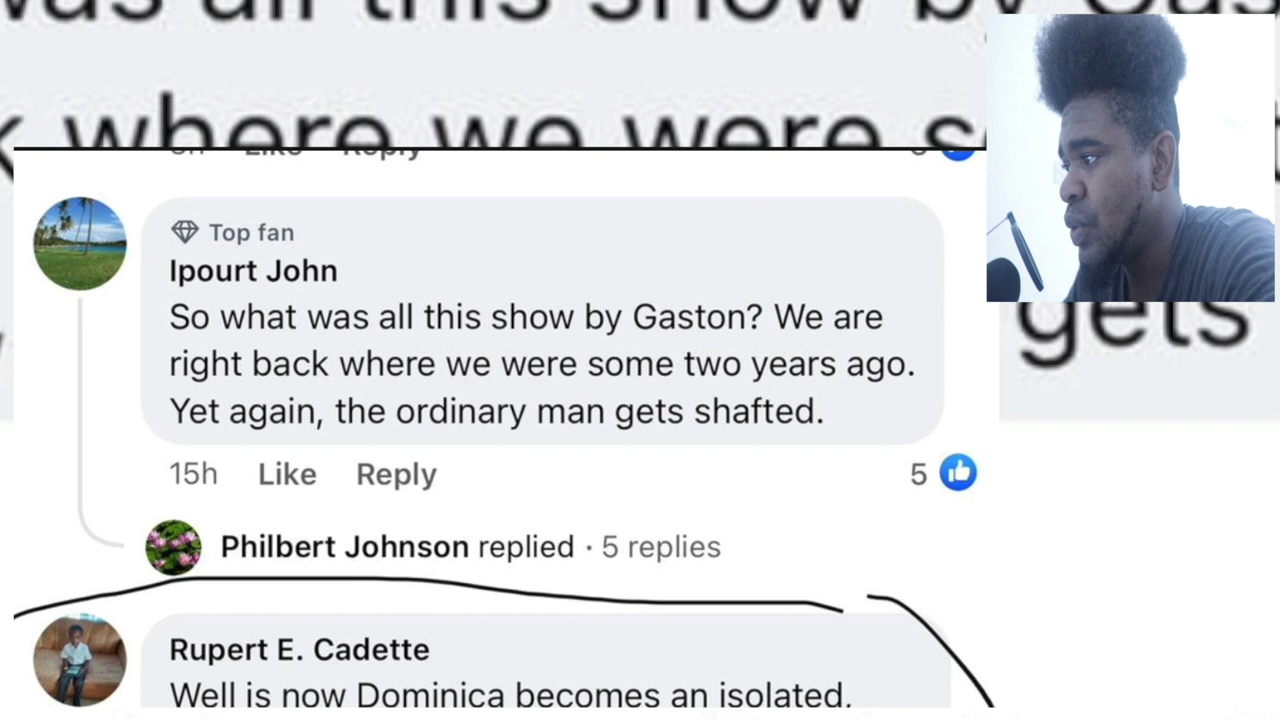 was all this show by Gas
k where we were s
Like Reply
gets
Top fan
Ipourt John
So what was all this show by Gaston? We are
right back where we were some two years ago.
Yet again, the ordinary man gets shafted.
15h Like Reply 5
Philbert Johnson replied · 5 replies
Rupert E. Cadette
Well is now Dominica becomes an isolated,